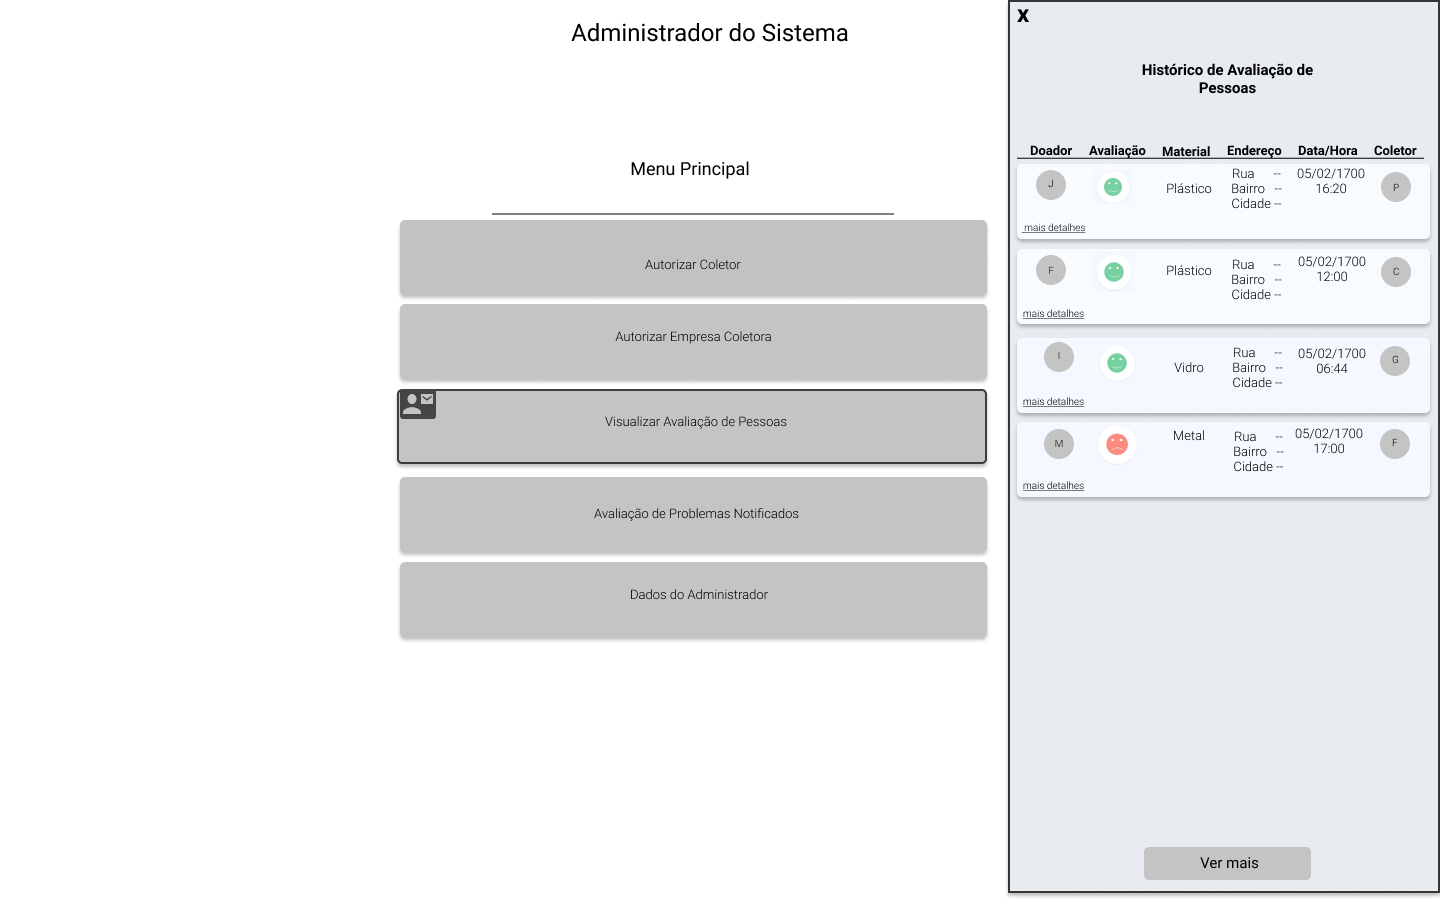 Administrador do Sistema
Menu Principal
Autorizar Coletor
Autorizar Empresa Coletora
Visualizar Avaliação de Pessoas
Avaliação de Problemas Notificados
Dados do Administrador
X
Histórico de Avaliação de
Pessoas
Doador Avaliação Material Endereço Data/Hora Coletor
J Plástico Rua -- 05/02/1700 P
Bairro -- 16:20
Cidade --
mais detalhes
F Plástico Rua -- 05/02/1700 C
Bairro -- 12:00
Cidade --
mais detalhes
I Vidro Rua -- 05/02/1700 G
Bairro -- 06:44
Cidade --
mais detalhes
M Metal Rua -- 05/02/1700 F
Bairro -- 17:00
Cidade --
mais detalhes
Ver mais